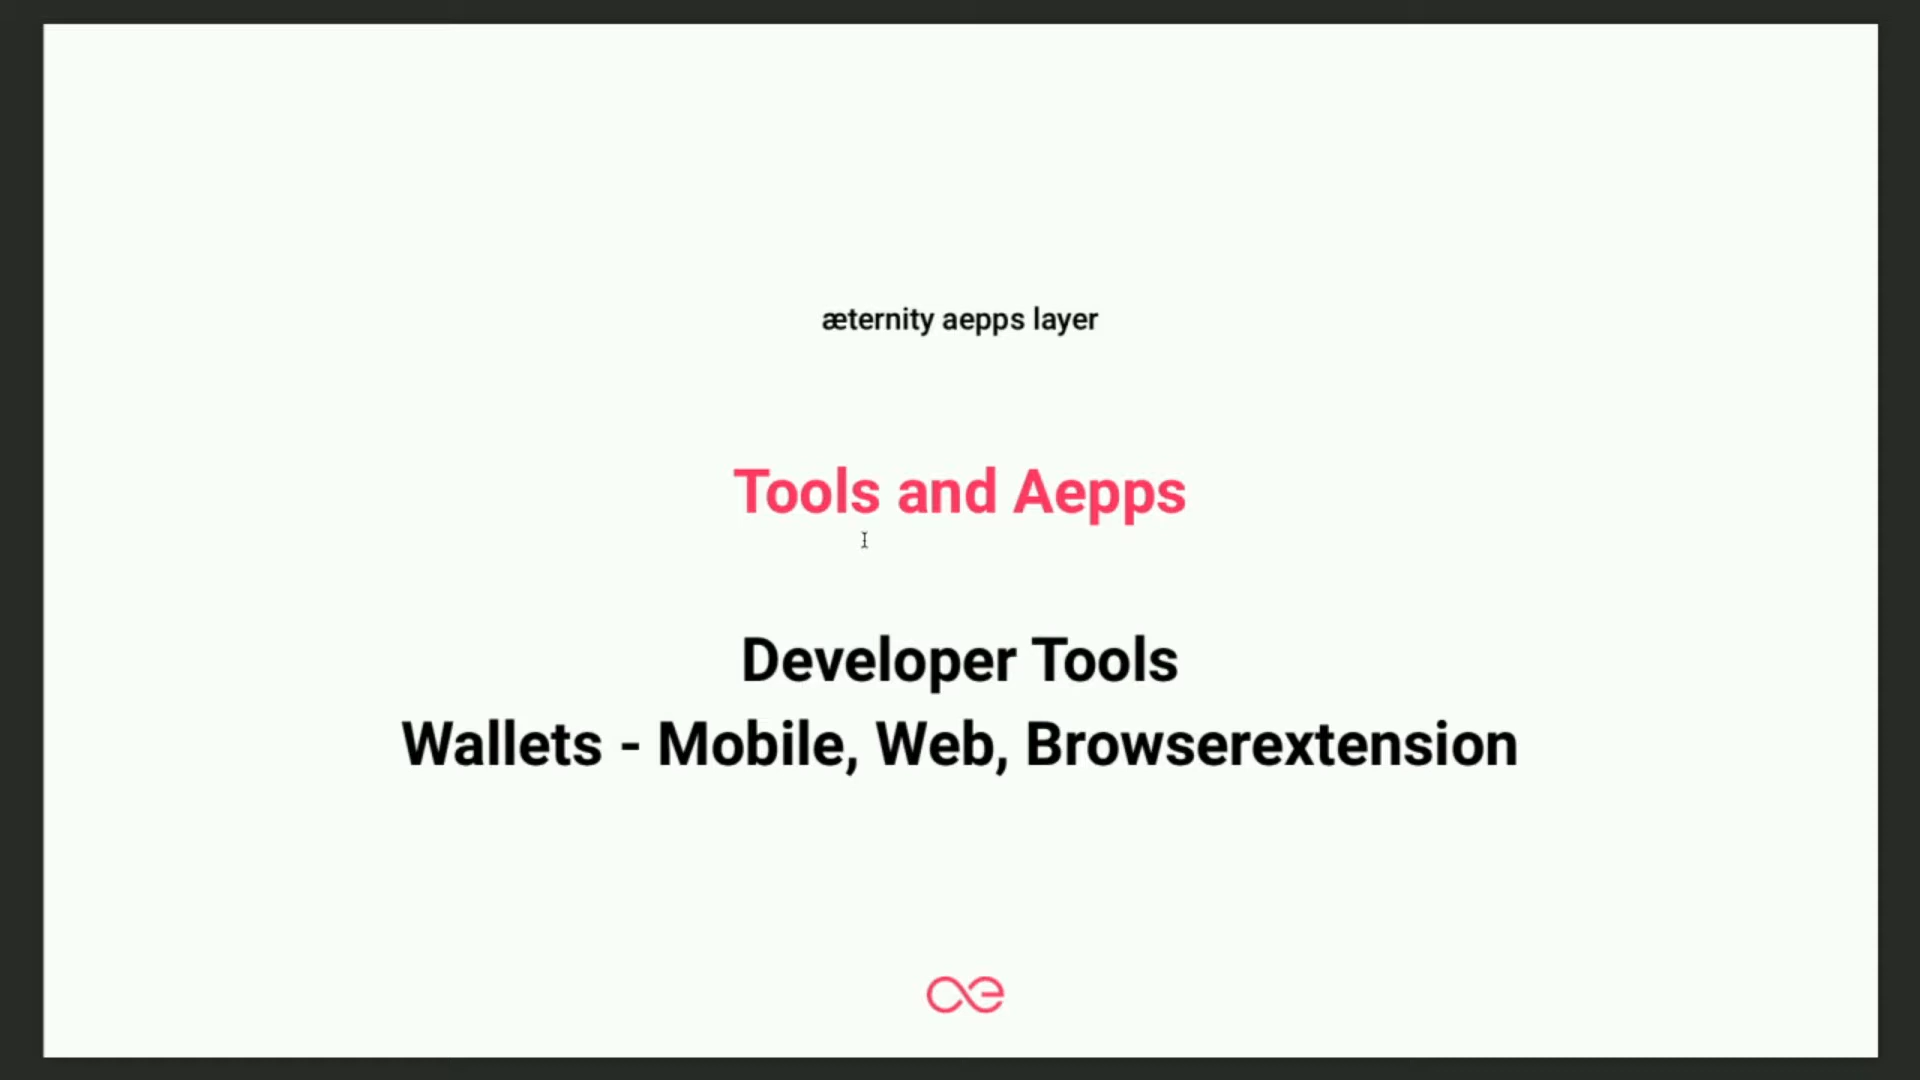 æternity aepps layer
Tools and Aepps
Developer Tools
Wallets - Mobile, Web, Browserextension